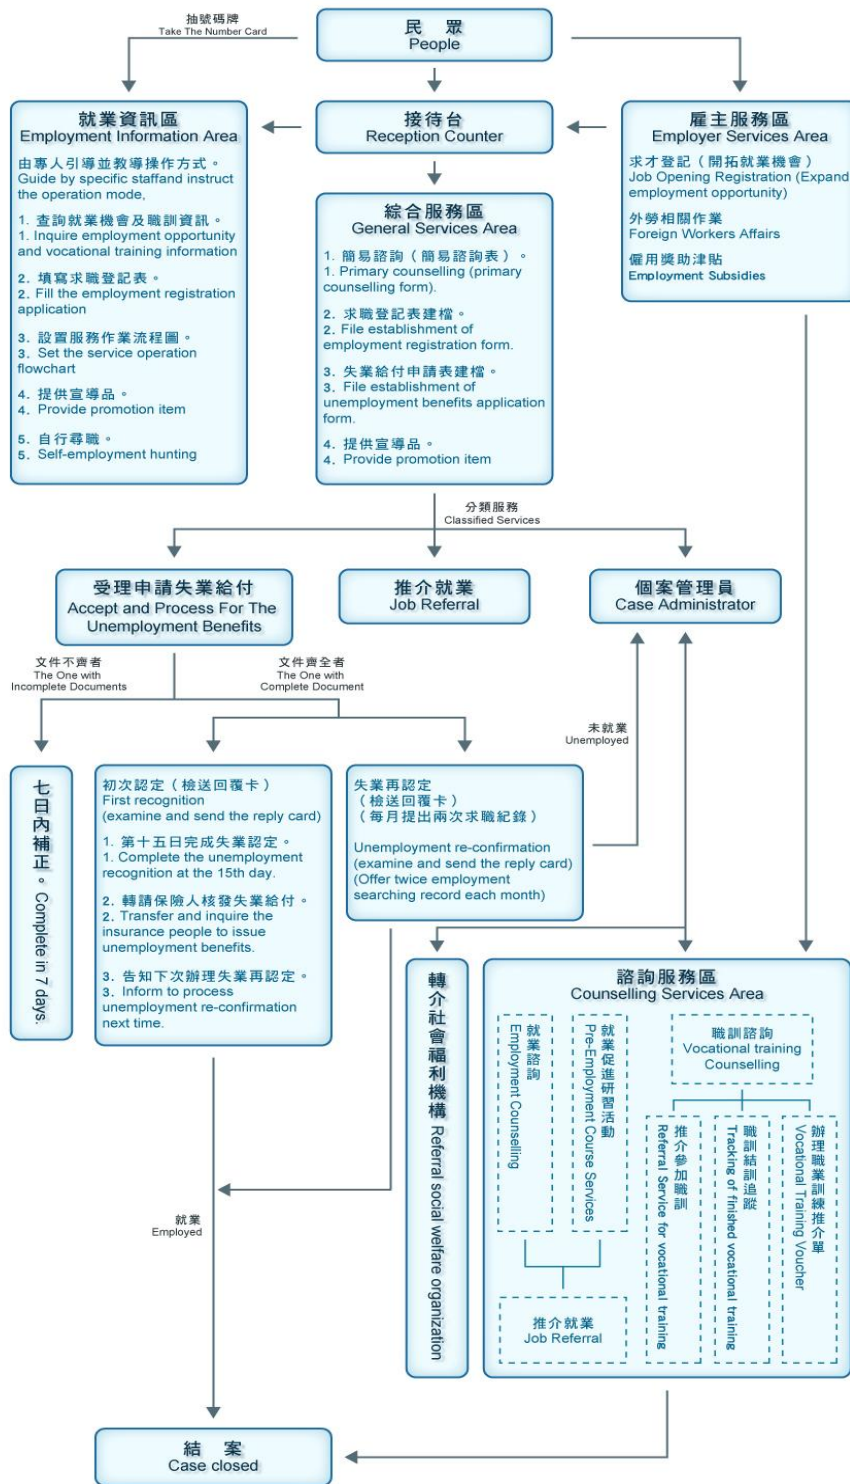 抽號碼牌
Take The Number Card
民 眾
People
就業資訊區
Employment Information Area
由專人引導並教導操作方式。
Guide by specific staffand instruct
the operation mode,
1. 查詢就業機會及職訓資訊。
1. Inquire employment opportunity
and vocational training information
2. 填寫求職登記表。
2. Fill the employment registration
application
3. 設置服務作業流程圖。
3. Set the service operation
flowchart
4. 提供宣導品。
4. Provide promotion item
5. 自行尋職。
5. Self-employment hunting
接待台
Reception Counter
雇主服務區
Employer Services Area
求才登記（開拓就業機會）
Job Opening Registration (Expand
employment opportunity)
外勞相關作業
Foreign Workers Affairs
僱用獎助津貼
Employment Subsidies
綜合服務區
General Services Area
1. 簡易諮詢（簡易諮詢表）。
1. Primary counselling (primary
counselling form).
2. 求職登記表建檔。
2. File establishment of
employment registration form.
3. 失業給付申請表建檔。
3. File establishment of
unemployment benefits application
form.
4. 提供宣導品。
4. Provide promotion item
分類服務
Classified Services
受理申請失業給付
Accept and Process For The
Unemployment Benefits
推介就業
Job Referral
個案管理員
Case Administrator
文件不齊者
The One with
Incomplete Documents
文件齊全者
The One with
Complete Document
未就業
Unemployed
七日內補正。Complete in 7 days.
初次認定（檢送回覆卡）
First recognition
(examine and send the reply card)
1. 第十五日完成失業認定。
1. Complete the unemployment
recognition at the 15th day.
2. 轉請保險人核發失業給付。
2. Transfer and inquire the
insurance people to issue
unemployment benefits.
3. 告知下次辦理失業再認定。
3. Inform to process
unemployment re-confirmation
next time.
失業再認定
（檢送回覆卡）
（每月提出兩次求職紀錄）
Unemployment re-confirmation
(examine and send the reply card)
(Offer twice employment
searching record each month)
轉介社會福利機構 Referral social welfare organization
諮詢服務區
Counselling Services Area
就業諮詢
Employment Counselling
就業促進研習活動
Pre-Employment Course Services
職訓諮詢
Vocational training
Counselling
推介參加職訓
Referral Service for vocational training
職訓結訓追蹤
Tracking of finished vocational training
辦理職業訓練推介單
Vocational Training Voucher
推介就業
Job Referral
就業
Employed
結 案
Case closed